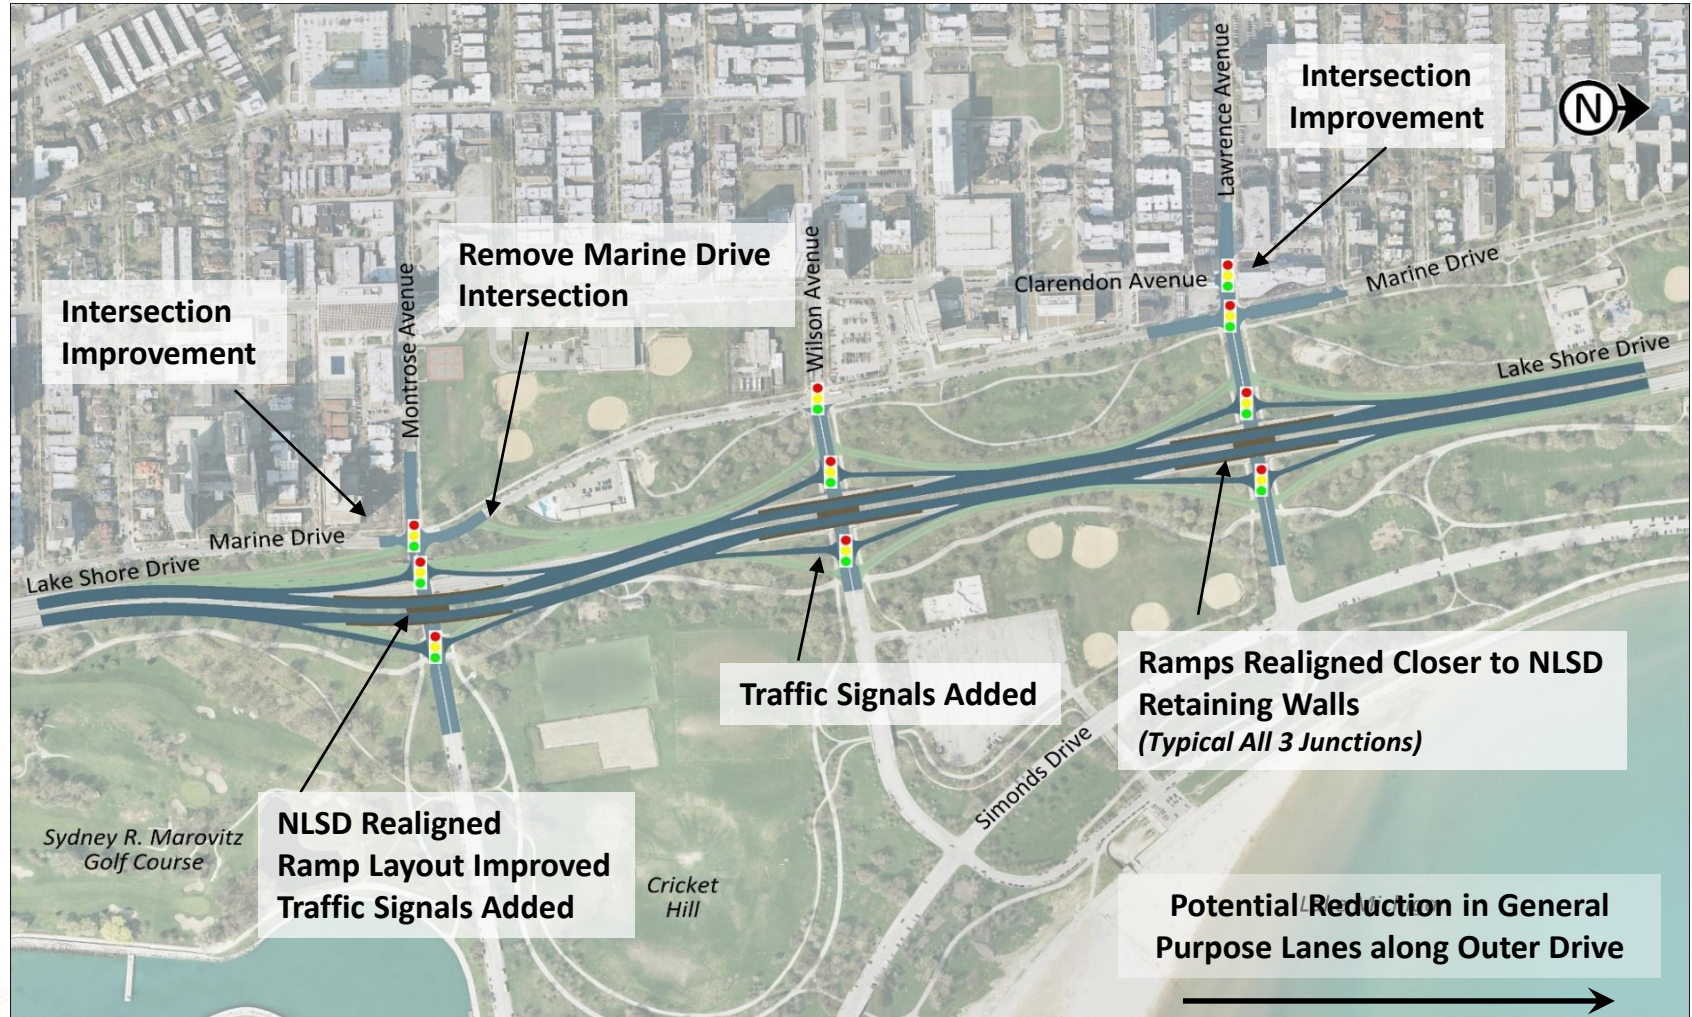 Intersection
Improvement
N
Lawrence Avenue
Remove Marine Drive
Intersection
Wilson Avenue
Clarendon Avenue
Marine Drive
Intersection
Improvement
Montrose Avenue
Lake Shore Drive
Marine Drive
Lake Shore Drive
Traffic Signals Added
Ramps Realigned Closer to NLSD
Retaining Walls
(Typical All 3 Junctions)
Simonds Drive
NLSD Realigned
Ramp Layout Improved
Traffic Signals Added
Sydney R. Marovitz
Golf Course
Cricket
Hill
Potential Reduction in General
Purpose Lanes along Outer Drive